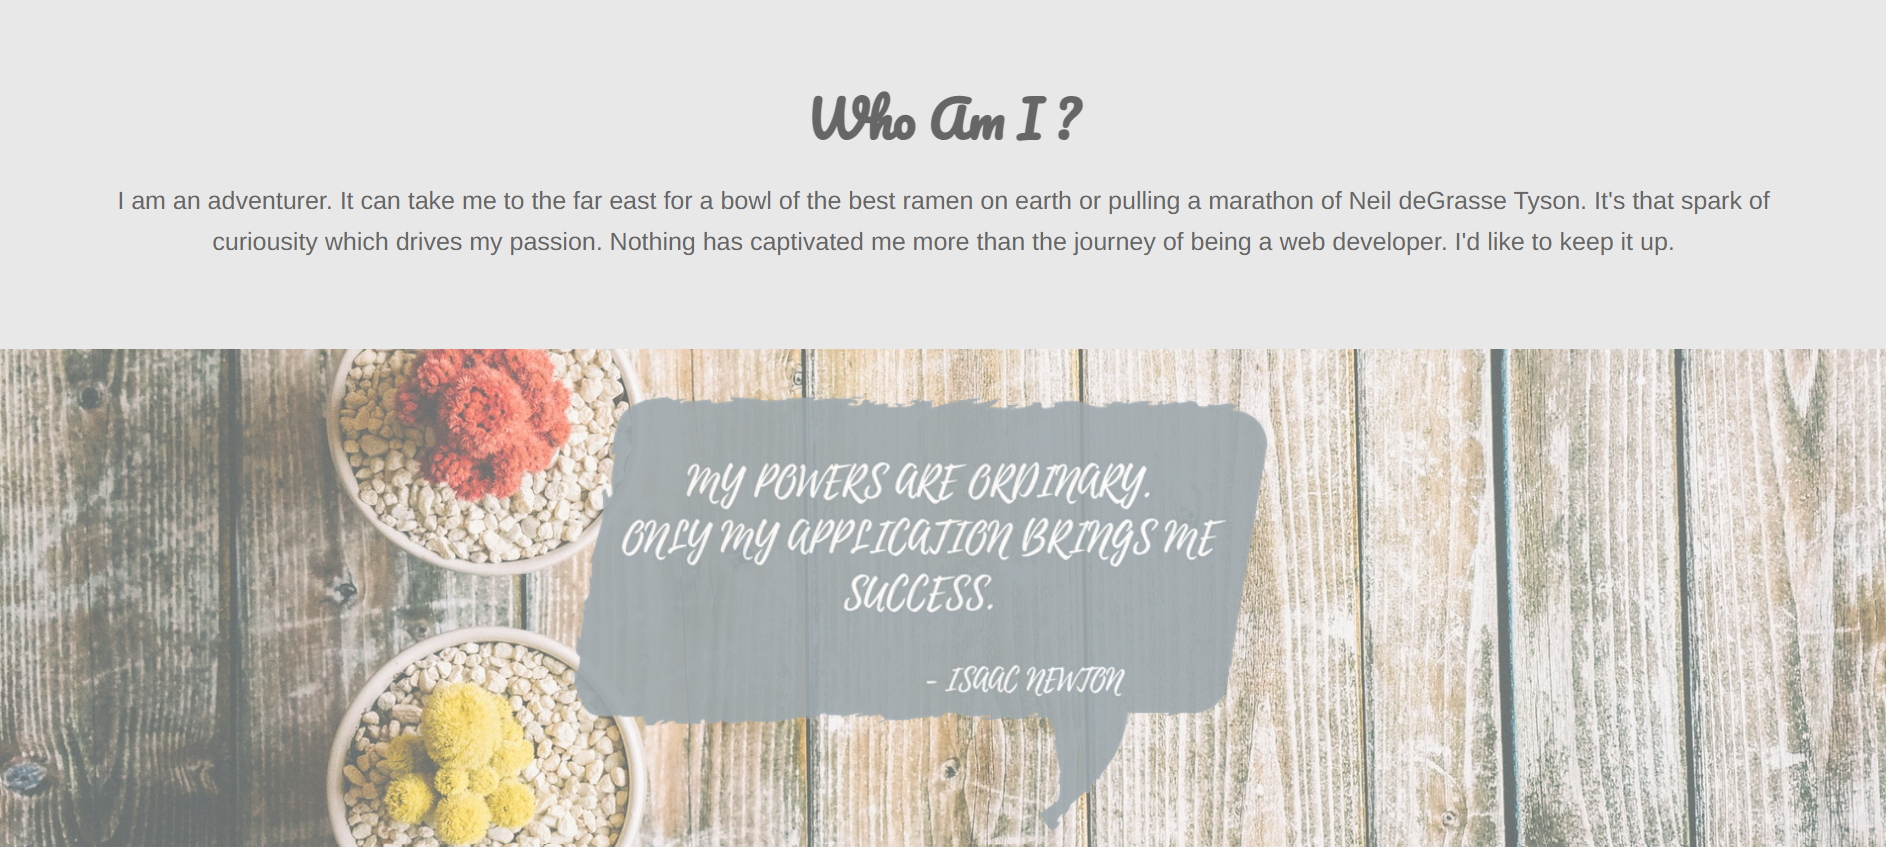 Who Am I ?
I am an adventurer. It can take me to the far east for a bowl of the best ramen on earth or pulling a marathon of Neil deGrasse Tyson. It's that spark of
curiousity which drives my passion. Nothing has captivated me more than the journey of being a web developer. I'd like to keep it up.
MY POWERS ARE ORDINARY.
ONLY MY APPLICATION BRINGS ME
SUCCESS.
- ISAAC NEWTON